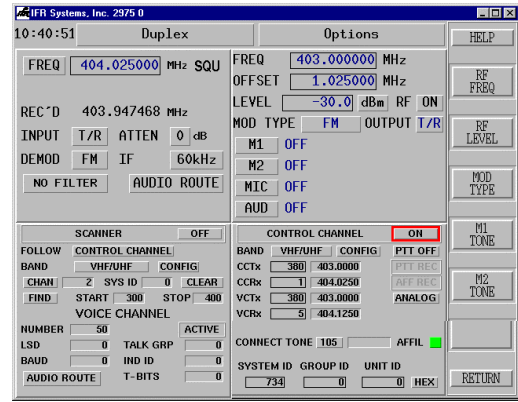 IFR Systems, Inc. 2975 0
10:40:51 Duplex Options HELP
FREQ 404.025000 MHz SQU
FREQ 403.000000 MHz
OFFSET 1.025000 MHz
RF FREQ
LEVEL -30.0 dBm RF ON
REC'D 403.947468 MHz
MOD TYPE FM OUTPUT T/R
RF LEVEL
INPUT T/R ATTEN 0 dB
M1 OFF
DEMOD FM IF 60kHz
M2 OFF
NO FILTER AUDIO ROUTE
MIC OFF
MOD TYPE
AUD OFF
SCANNER OFF
FOLLOW CONTROL CHANNEL
BAND VHF/UHF CONFIG
CHAN 2 SYS ID 0 CLEAR
FIND START 300 STOP 400
VOICE CHANNEL
NUMBER 50 ACTIVE
LSD 0 TALK GRP 0
BAUD 0 IND ID 0
AUDIO ROUTE T-BITS 0
CONTROL CHANNEL ON
BAND VHF/UHF CONFIG PTT OFF
CCTx 380 403.0000 PTT REC
CCRx 1 404.0250 AFF REC
VCTx 380 403.0000 ANALOG
VCRx 5 404.1250
CONNECT TONE 105 AFFIL
SYSTEM ID GROUP ID UNIT ID
734 0 0 HEX
M1 TONE
M2 TONE
RETURN